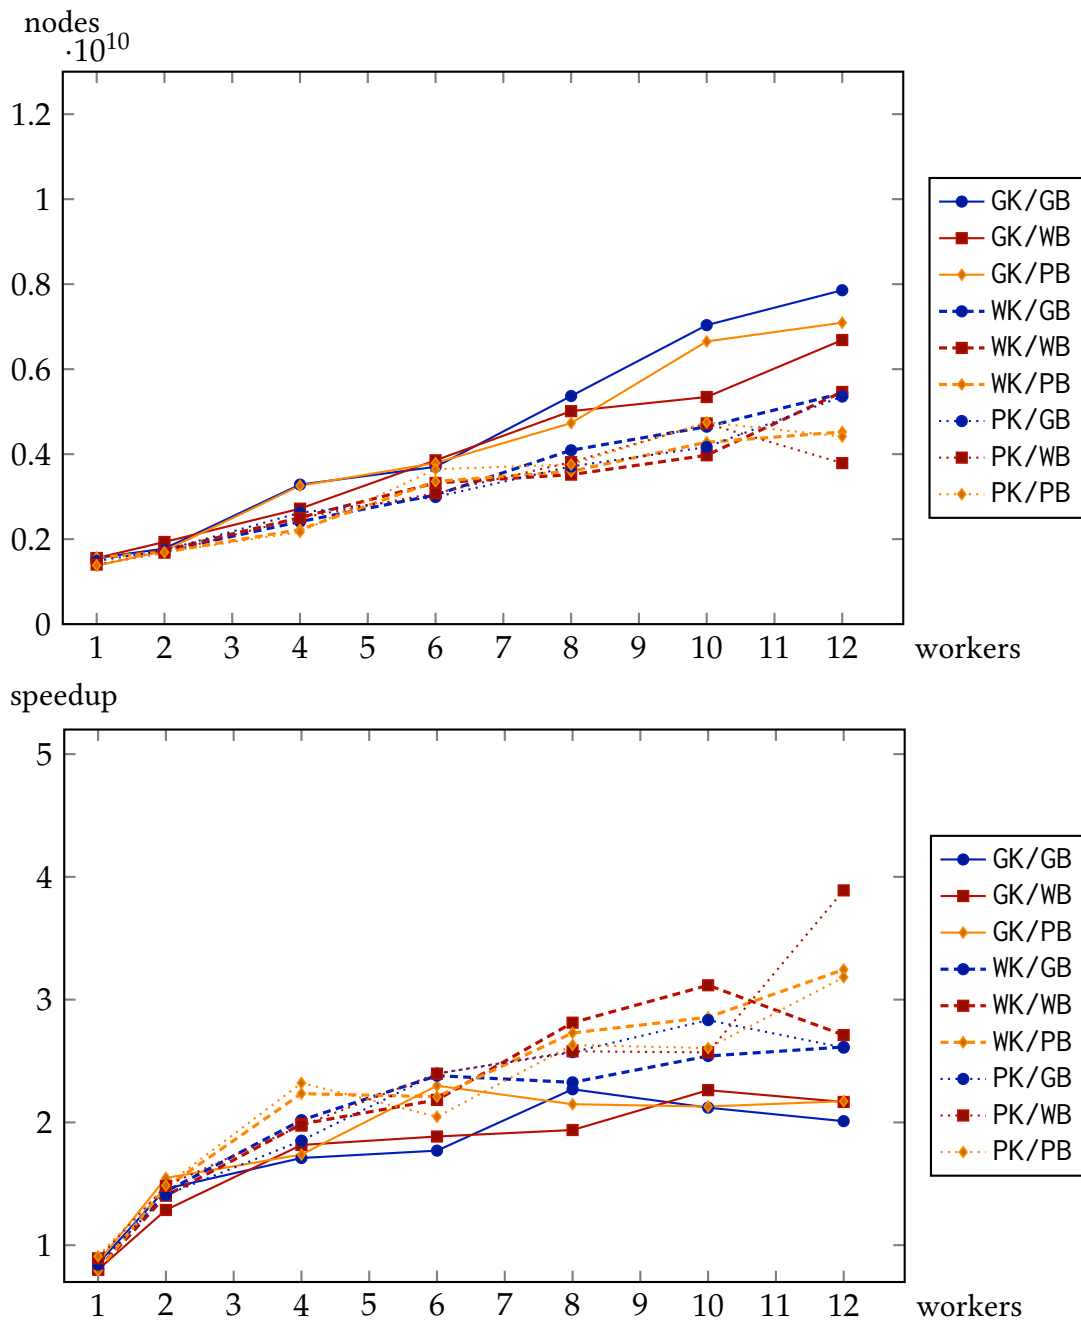 nodes
·10¹⁰
1.2
1
0.8
0.6
0.4
0.2
0
1 2 3 4 5 6 7 8 9 10 11 12 workers
GK/GB
GK/WB
GK/PB
WK/GB
WK/WB
WK/PB
PK/GB
PK/WB
PK/PB
speedup
5
4
3
2
1
1 2 3 4 5 6 7 8 9 10 11 12 workers
GK/GB
GK/WB
GK/PB
WK/GB
WK/WB
WK/PB
PK/GB
PK/WB
PK/PB